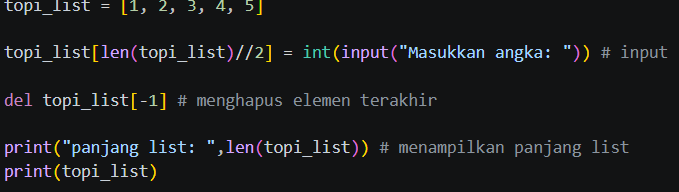 topi_list = [1, 2, 3, 4, 5]
topi_list[len(topi_list)//2] = int(input("Masukkan angka: ")) # input
del topi_list[-1] # menghapus elemen terakhir
print("panjang list: ",len(topi_list)) # menampilkan panjang list
print(topi_list)